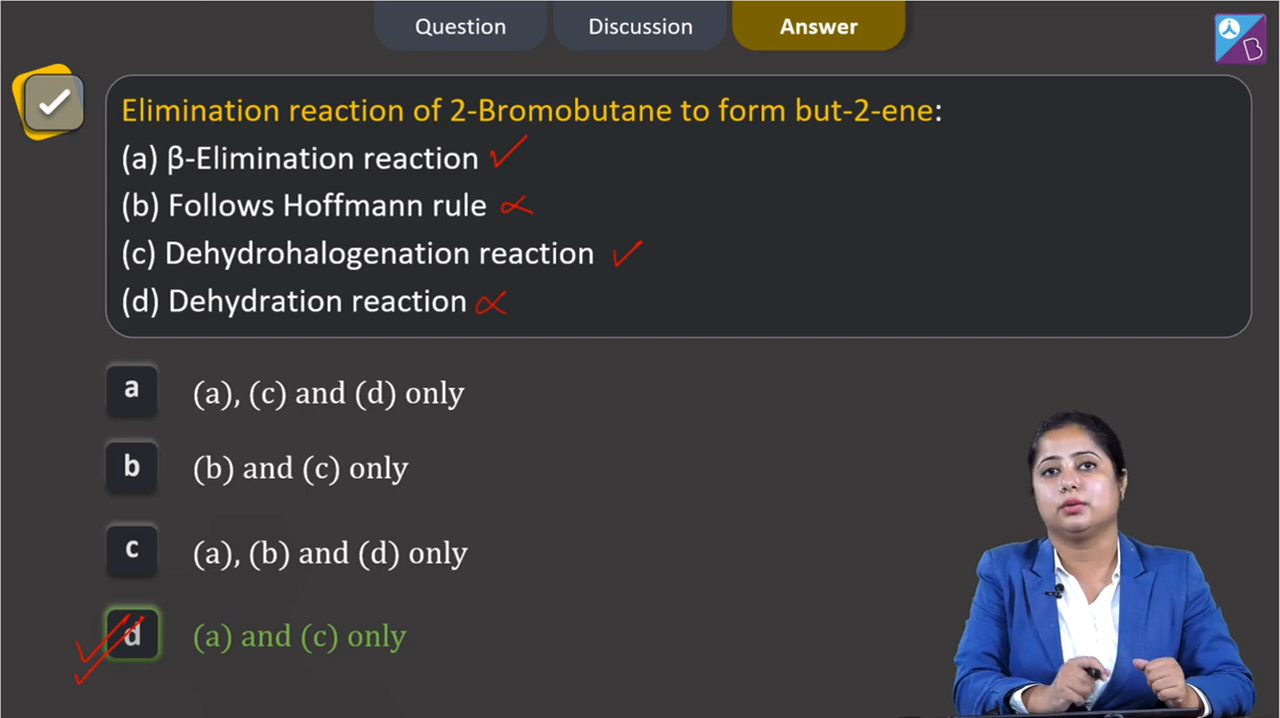 Question Discussion Answer
Elimination reaction of 2-Bromobutane to form but-2-ene:
(a) β-Elimination reaction
(b) Follows Hoffmann rule
(c) Dehydrohalogenation reaction
(d) Dehydration reaction
a (a), (c) and (d) only
b (b) and (c) only
c (a), (b) and (d) only
d (a) and (c) only
B